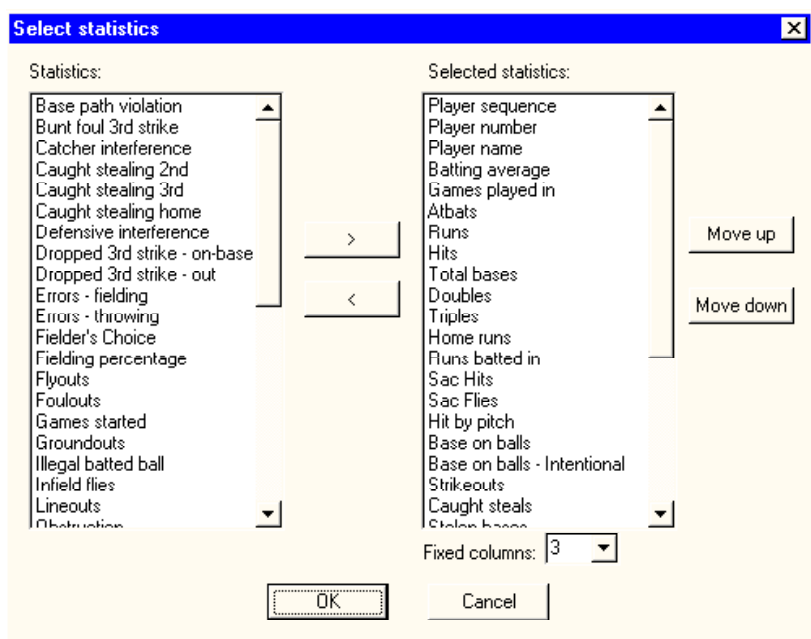 Select statistics
Statistics:
Base path violation
Bunt foul 3rd strike
Catcher interference
Caught stealing 2nd
Caught stealing 3rd
Caught stealing home
Defensive interference
Dropped 3rd strike - on-base
Dropped 3rd strike - out
Errors - fielding
Errors - throwing
Fielder's Choice
Fielding percentage
Flyouts
Foulouts
Games started
Groundouts
Illegal batted ball
Infield flies
Lineouts
Obstruction
>
<
Selected statistics:
Player sequence
Player number
Player name
Batting average
Games played in
Atbats
Runs
Hits
Total bases
Doubles
Triples
Home runs
Runs batted in
Sac Hits
Sac Flies
Hit by pitch
Base on balls
Base on balls - Intentional
Strikeouts
Caught steals
Stolen bases
Move up
Move down
Fixed columns: 3
OK
Cancel